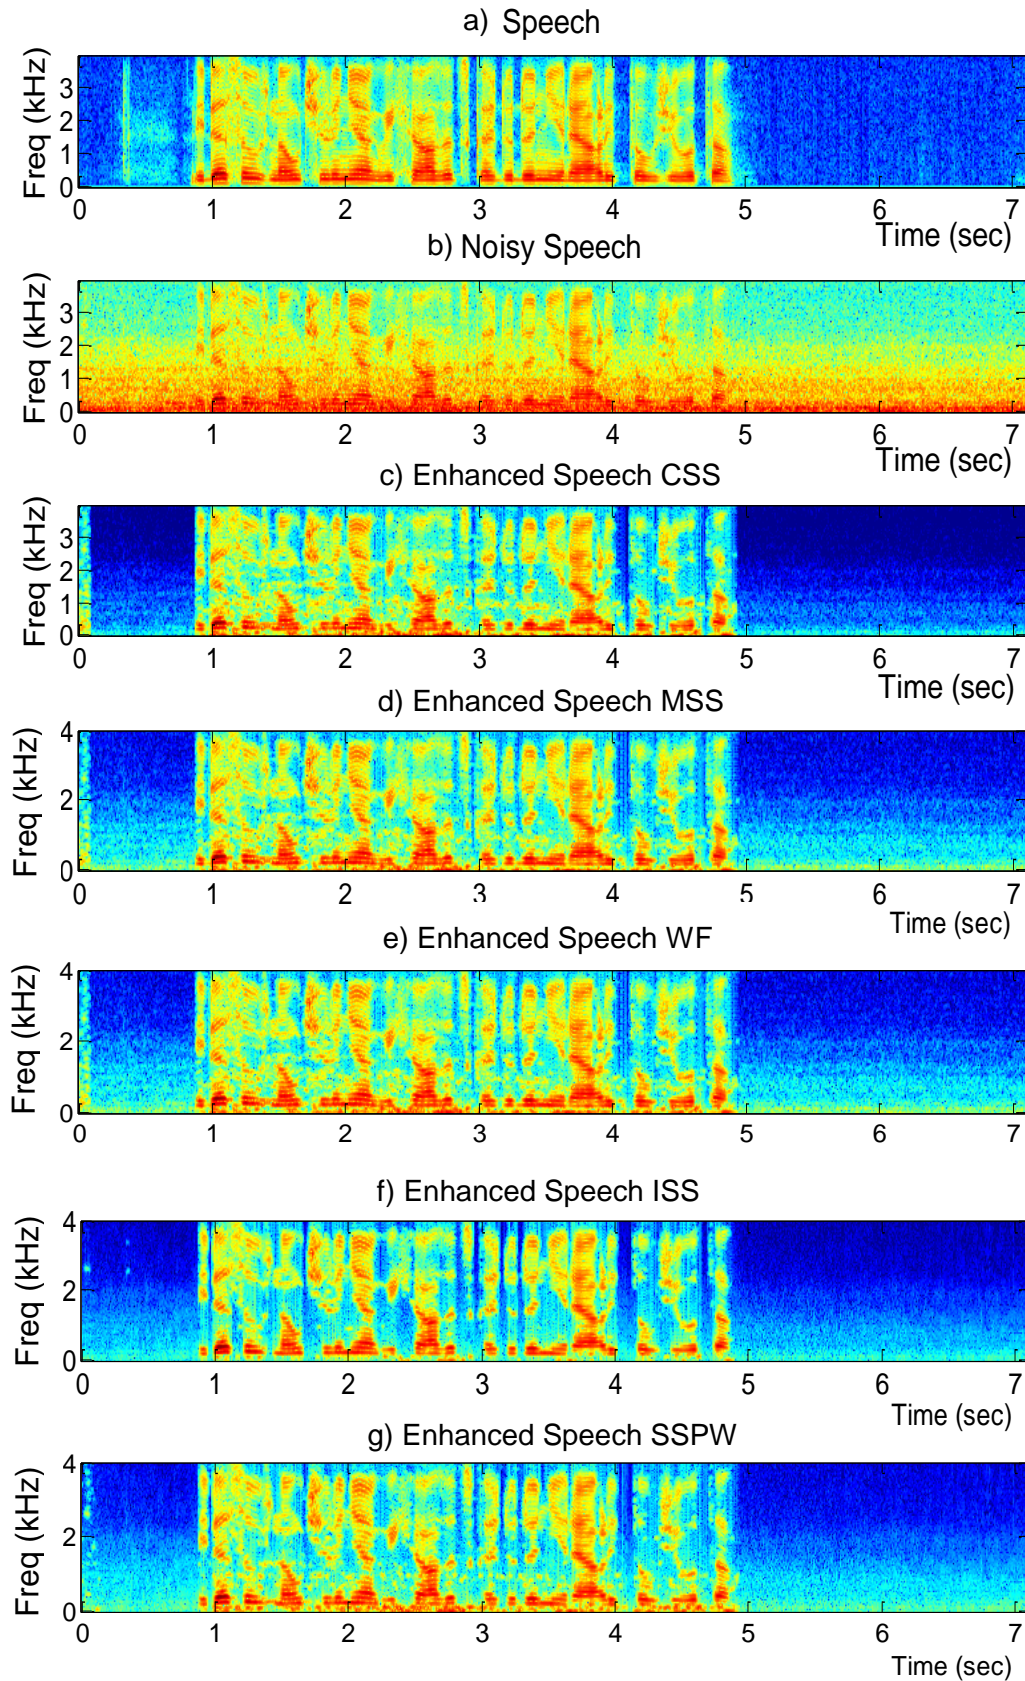 a) Speech
Freq (kHz)
3
2
1
0
0 1 2 3 4 5 6 7
Time (sec)
b) Noisy Speech
Freq (kHz)
3
2
1
0
0 1 2 3 4 5 6 7
Time (sec)
c) Enhanced Speech CSS
Freq (kHz)
3
2
1
0
0 1 2 3 4 5 6 7
Time (sec)
d) Enhanced Speech MSS
Freq (kHz)
4
2
0
0 1 2 3 4 5 6 7
Time (sec)
e) Enhanced Speech WF
Freq (kHz)
4
2
0
0 1 2 3 4 5 6 7
Time (sec)
f) Enhanced Speech ISS
Freq (kHz)
4
2
0
0 1 2 3 4 5 6 7
Time (sec)
g) Enhanced Speech SSPW
Freq (kHz)
4
2
0
0 1 2 3 4 5 6 7
Time (sec)